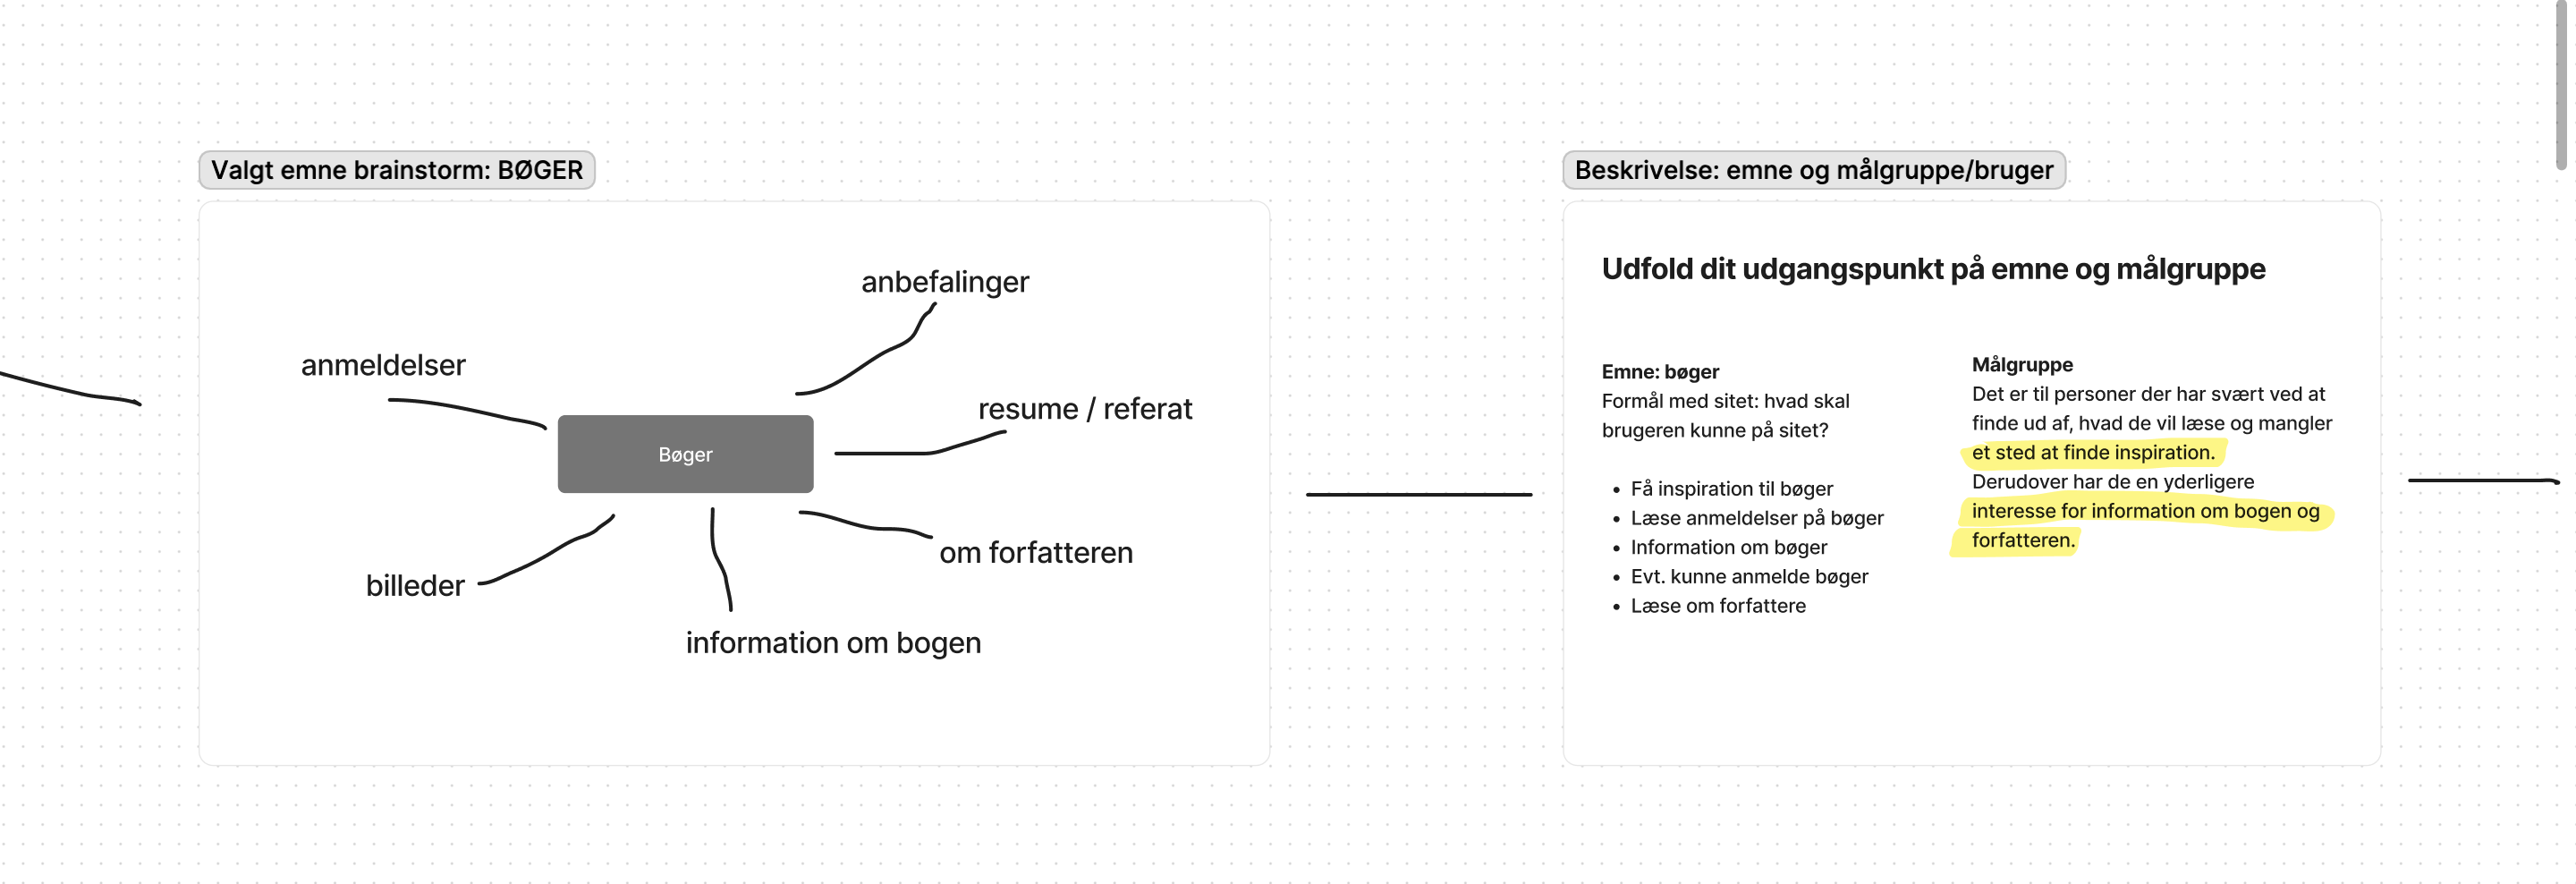 Valgt emne brainstorm: BØGER
anbefalinger
anmeldelser
resume / referat
Bøger
om forfatteren
billeder
information om bogen
Beskrivelse: emne og målgruppe/bruger
Udfold dit udgangspunkt på emne og målgruppe
Emne: bøger
Formål med sitet: hvad skal
brugeren kunne på sitet?
• Få inspiration til bøger
• Læse anmeldelser på bøger
• Information om bøger
• Evt. kunne anmelde bøger
• Læse om forfattere
Målgruppe
Det er til personer der har svært ved at
finde ud af, hvad de vil læse og mangler
et sted at finde inspiration.
Derudover har de en yderligere
interesse for information om bogen og
forfatteren.